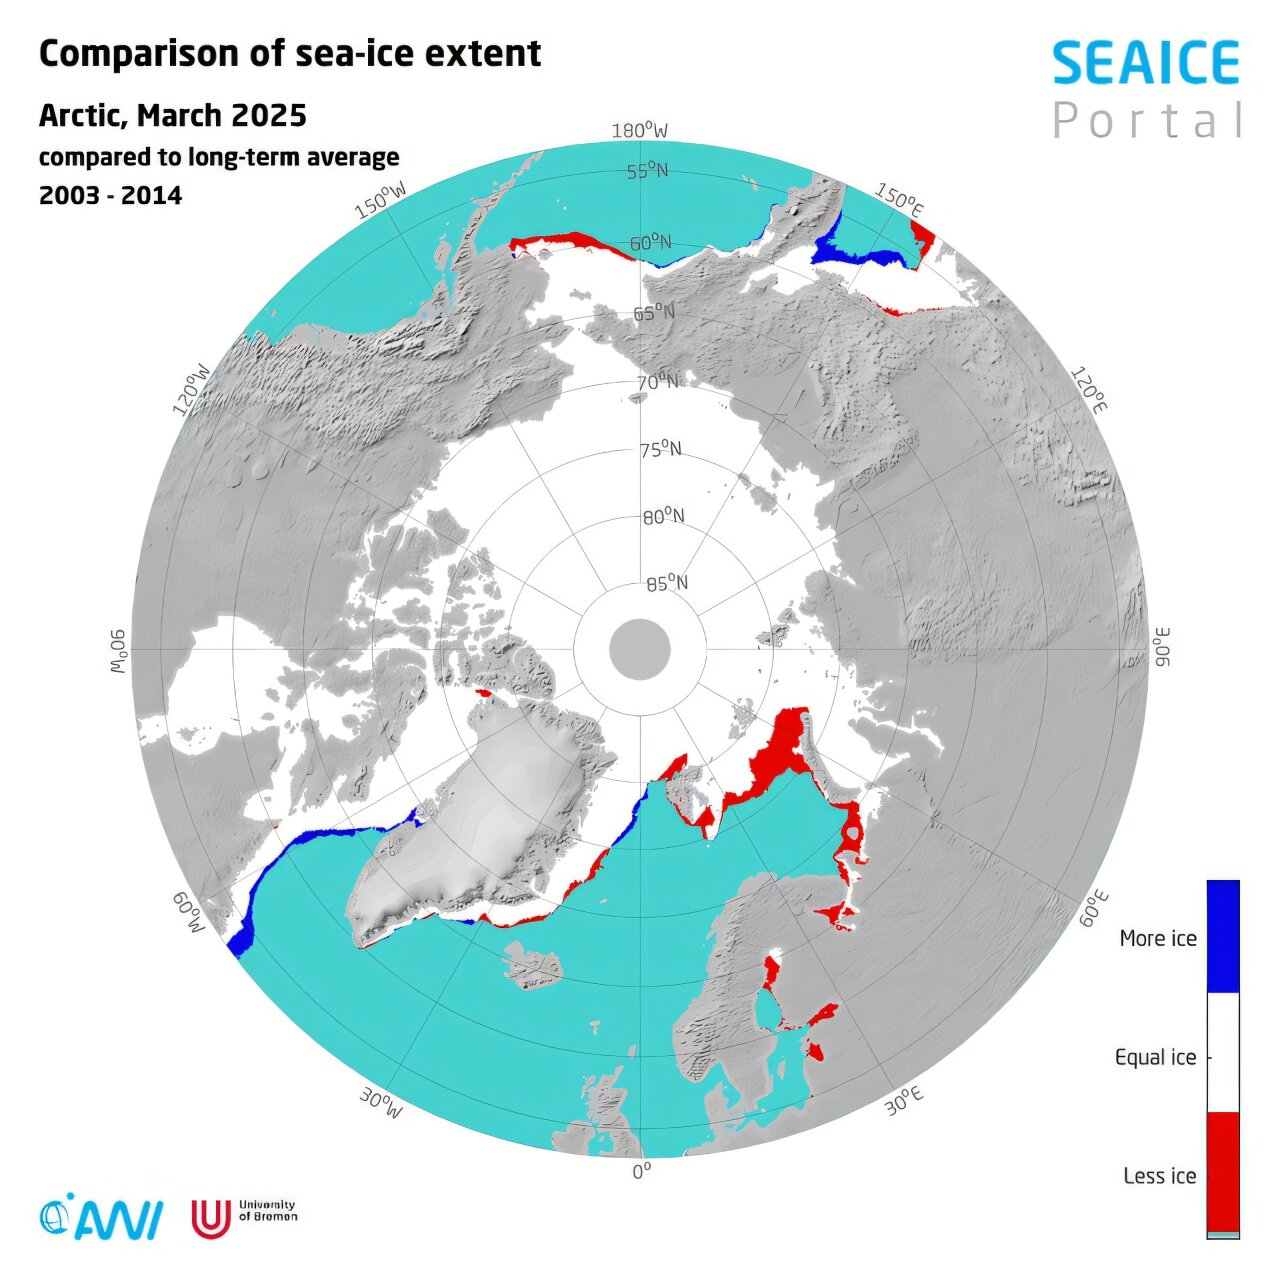 Comparison of sea-ice extent
SEAICE
Portal
Arctic, March 2025
compared to long-term average
2003 - 2014
180°W
55°N
150°W
150°E
60°N
65°N
120°W
120°E
70°N
75°N
80°N
85°N
90°W
90°E
60°W
60°E
More ice
Equal ice
30°W
30°E
Less ice
0°
AWI
University
of Bremen